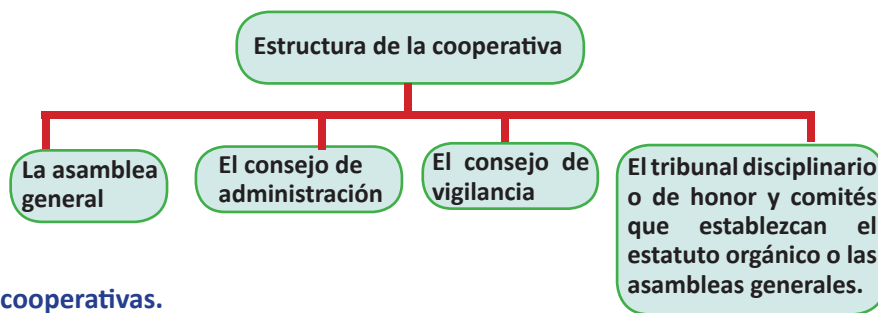 Estructura de la cooperativa
La asamblea
general
El consejo de
administración
El consejo de
vigilancia
El tribunal disciplinario
o de honor y comités
que establezcan el
estatuto orgánico o las
asambleas generales.
cooperativas.